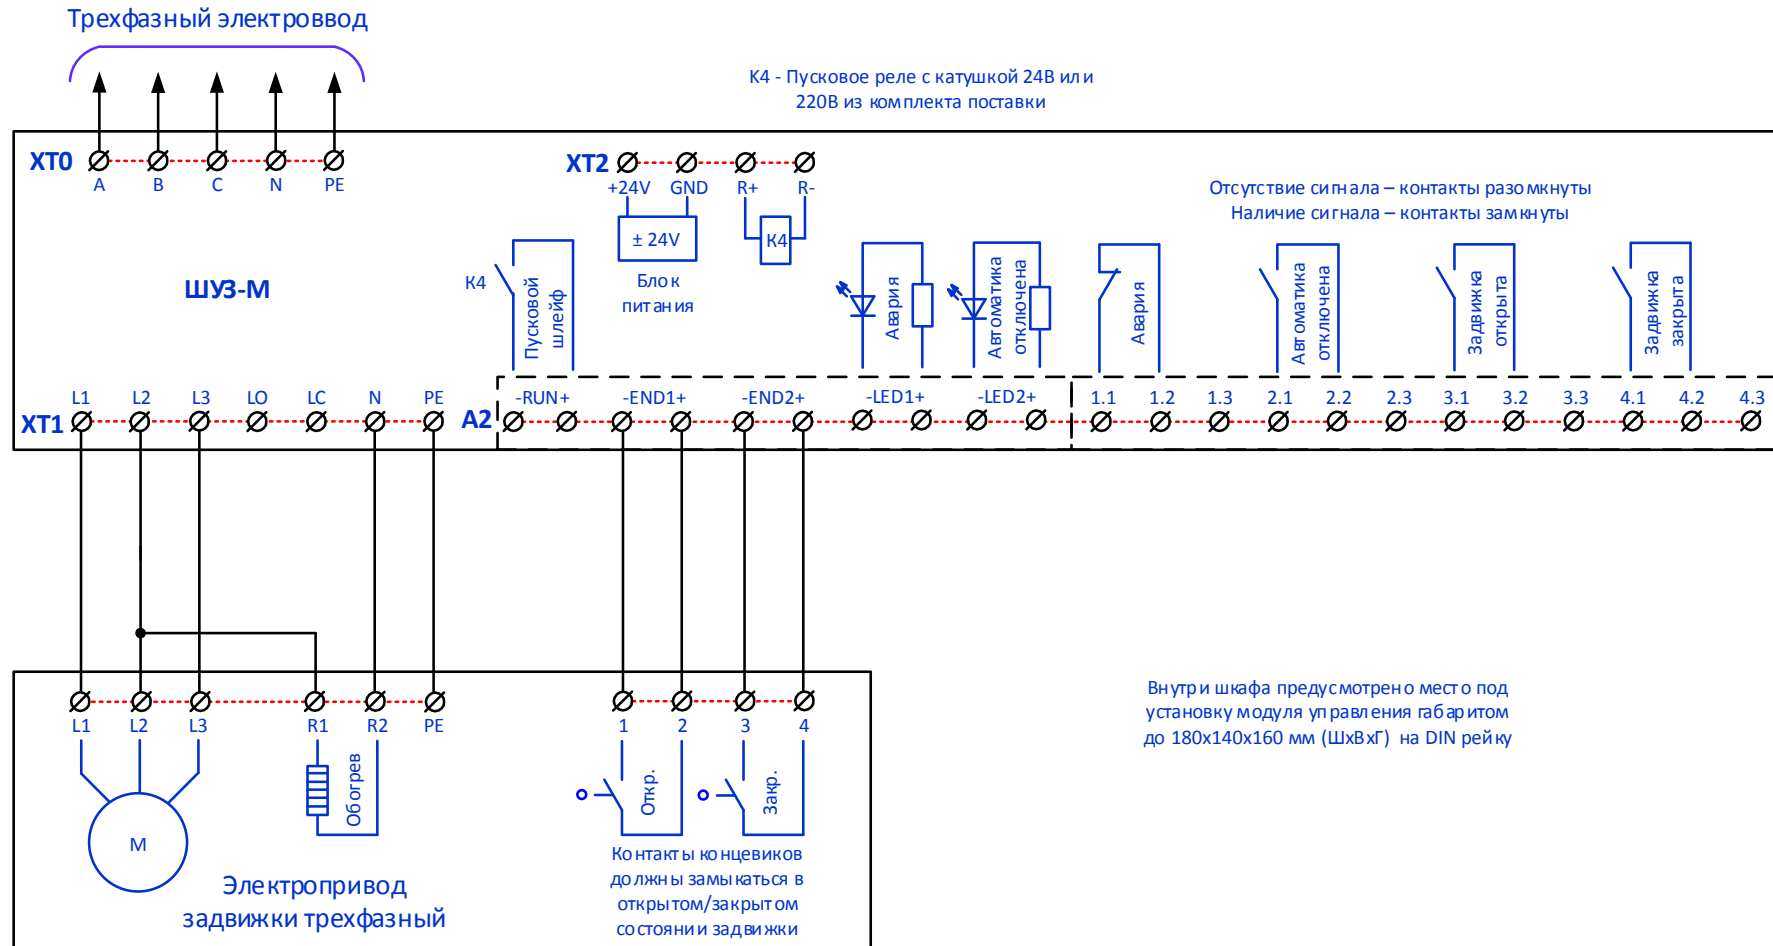 Трехфазный электроввод
К4 - Пусковое реле с катушкой 24В или
220В из комплекта поставки
XT0
A B C N PE
XT2
+24V GND R+ R-
± 24V
К4
Блок
питания
Отсутствие сигнала – контакты разомкнуты
Наличие сигнала – контакты замкнуты
ШУЗ-М
К4
Пусковой
шлейф
Авария
Автоматика
отключена
Авария
Автоматика
отключена
Задвижка
открыта
Задвижка
закрыта
XT1
L1 L2 L3 LO LC N PE
A2
-RUN+ -END1+ -END2+ -LED1+ -LED2+
1.1 1.2 1.3 2.1 2.2 2.3 3.1 3.2 3.3 4.1 4.2 4.3
L1 L2 L3 R1 R2 PE
1 2 3 4
М
Обогрев
Откр.
Закр.
Электропривод
задвижки трехфазный
Контакты концевиков
должны замыкаться в
открытом/закрытом
состоянии задвижки
Внутри шкафа предусмотрено место под
установку модуля управления габаритом
до 180х140х160 мм (ШхВхГ) на DIN рейку